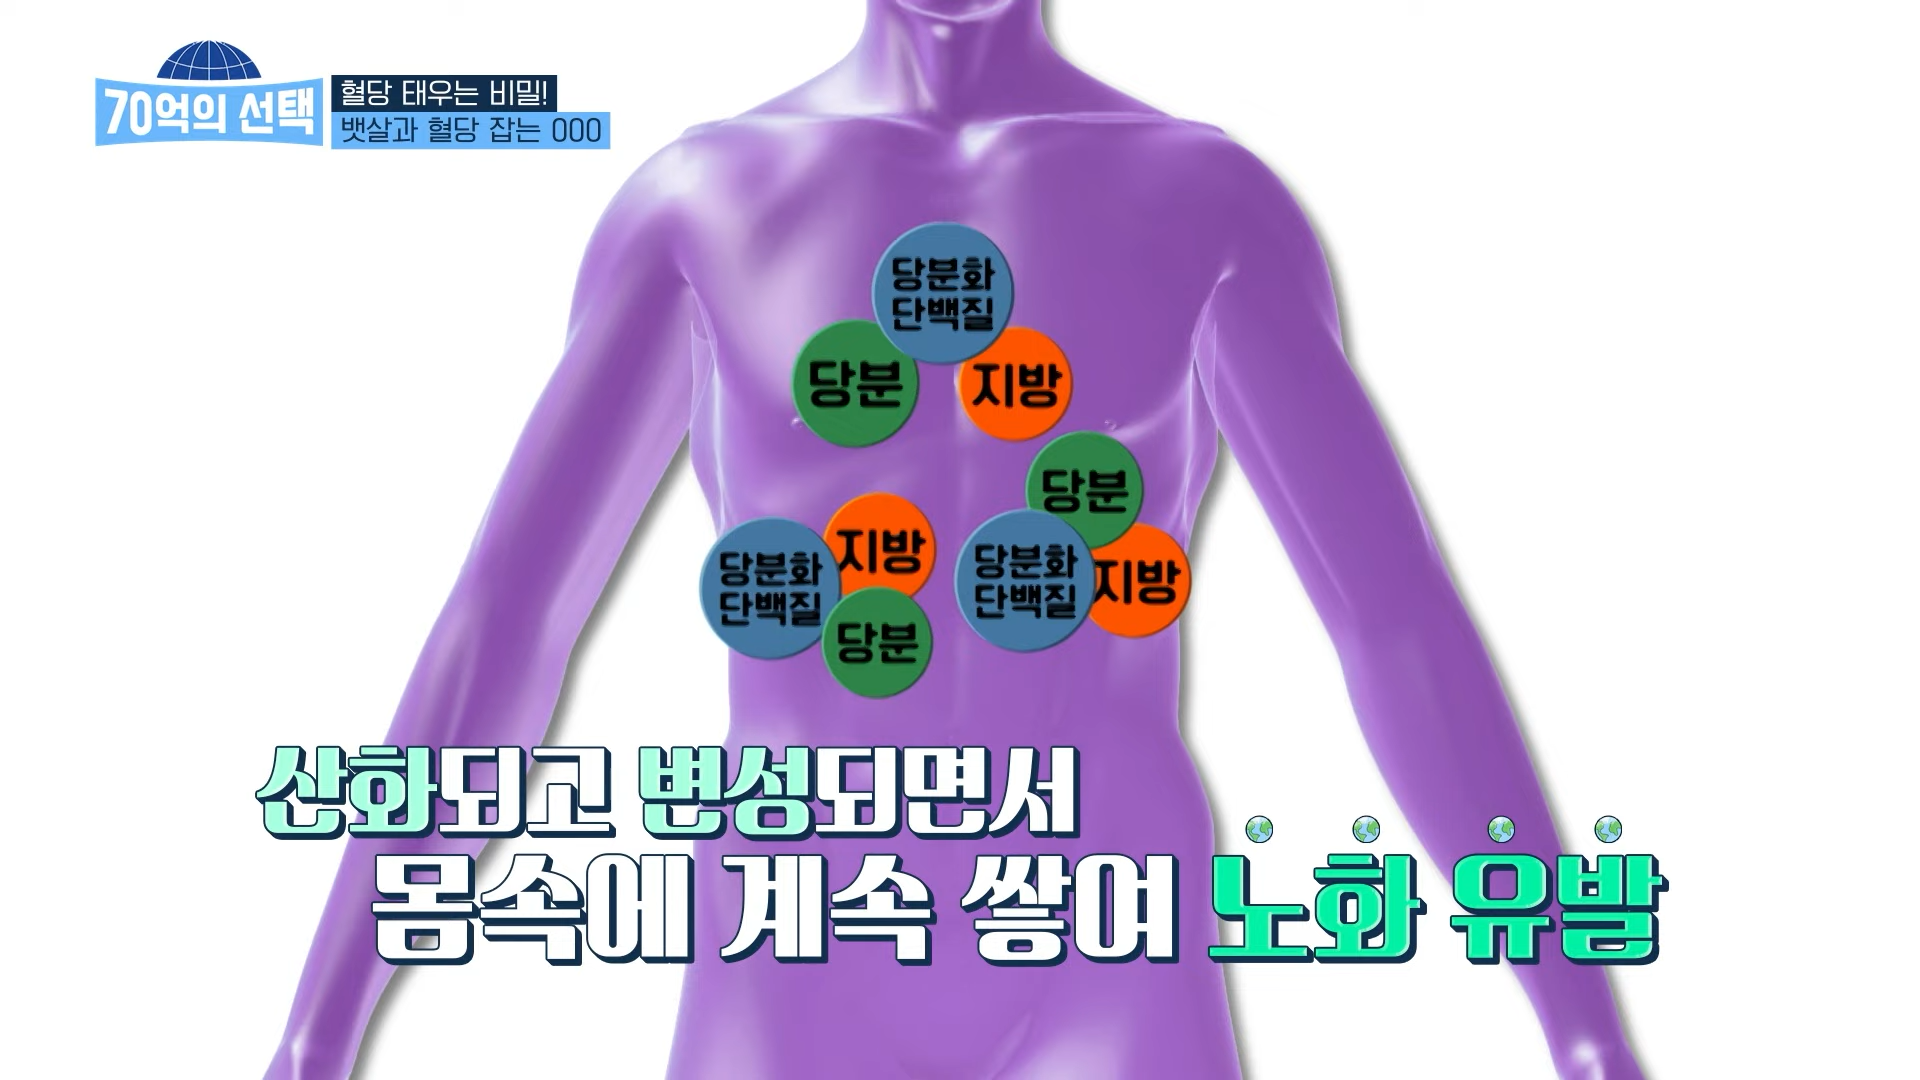 70억의 선택
혈당 태우는 비밀!
뱃살과 혈당 잡는 OOO
당분화
단백질
당분
지방
당분
지방
당분화
단백질
당분
당분화
단백질
지방
산화되고 변성되면서
몸속에 계속 쌓여 노화 유발